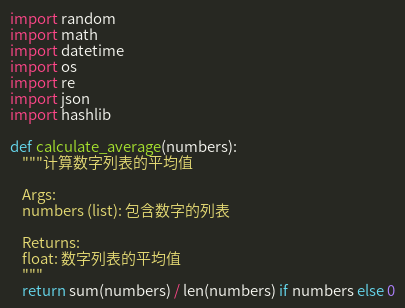 import random
import math
import datetime
import os
import re
import json
import hashlib

def calculate_average(numbers):
    """计算数字列表的平均值

    Args:
    numbers (list): 包含数字的列表

    Returns:
    float: 数字列表的平均值
    """
    return sum(numbers) / len(numbers) if numbers else 0